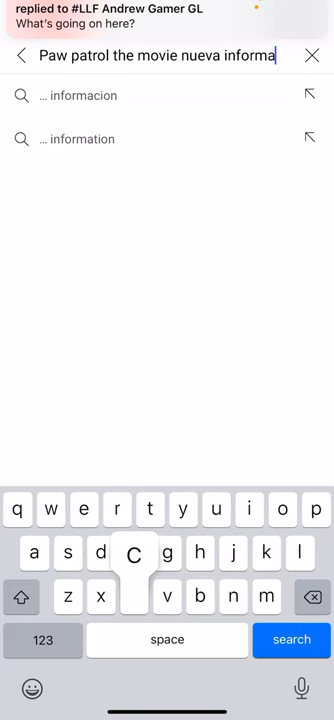 replied to #LLF Andrew Gamer GL
What's going on here?
Paw patrol the movie nueva informa
... informacion
... information
q w e r t y u i o p
a s d C g h j k l
z x v b n m
123 space search